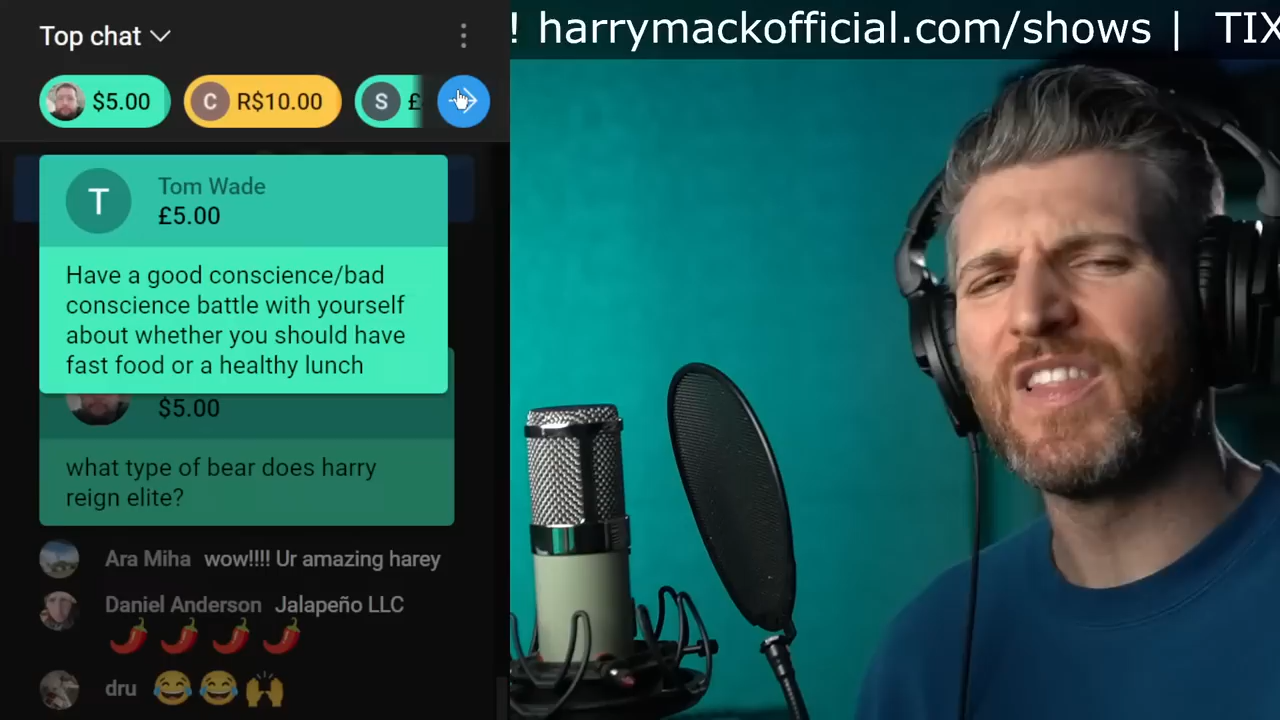 Top chat
! harrymackofficial.com/shows | TIX
$5.00
C R$10.00
S £
T Tom Wade
£5.00
Have a good conscience/bad
conscience battle with yourself
about whether you should have
fast food or a healthy lunch
$5.00
what type of bear does harry
reign elite?
Ara Miha wow!!!! Ur amazing harey
Daniel Anderson Jalapeño LLC
🌶️ 🌶️ 🌶️ 🌶️
dru 😂 😂 🙌